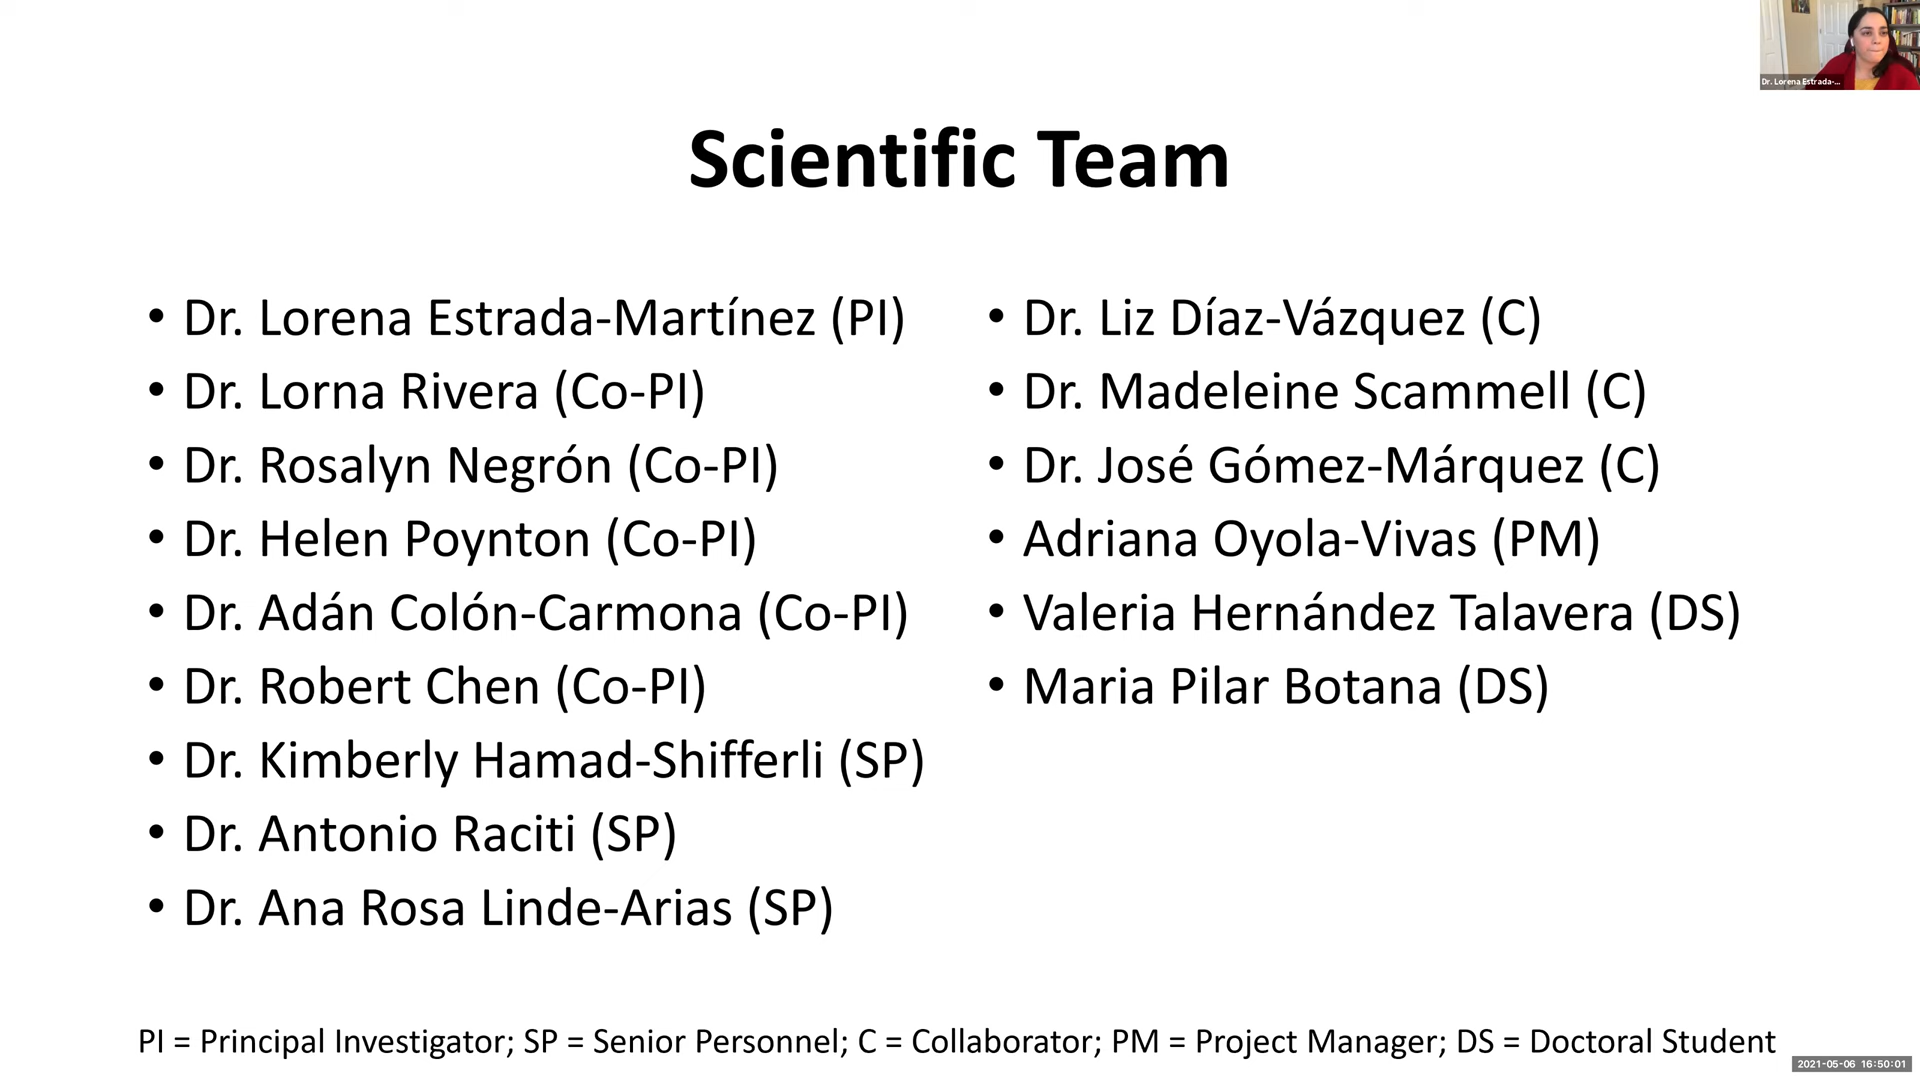 Dr. Lorena Estrada-...
Scientific Team
• Dr. Lorena Estrada-Martínez (PI)
• Dr. Lorna Rivera (Co-PI)
• Dr. Rosalyn Negrón (Co-PI)
• Dr. Helen Poynton (Co-PI)
• Dr. Adán Colón-Carmona (Co-PI)
• Dr. Robert Chen (Co-PI)
• Dr. Kimberly Hamad-Shifferli (SP)
• Dr. Antonio Raciti (SP)
• Dr. Ana Rosa Linde-Arias (SP)
• Dr. Liz Díaz-Vázquez (C)
• Dr. Madeleine Scammell (C)
• Dr. José Gómez-Márquez (C)
• Adriana Oyola-Vivas (PM)
• Valeria Hernández Talavera (DS)
• Maria Pilar Botana (DS)
PI = Principal Investigator; SP = Senior Personnel; C = Collaborator; PM = Project Manager; DS = Doctoral Student
2021-05-06 16:50:01